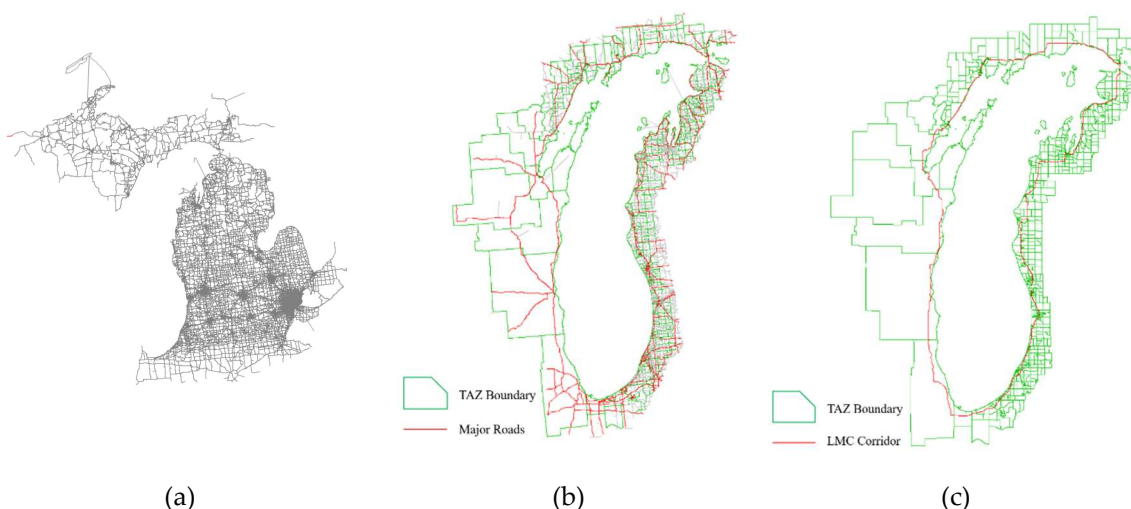 TAZ Boundary
Major Roads
TAZ Boundary
LMC Corridor
(a)
(b)
(c)